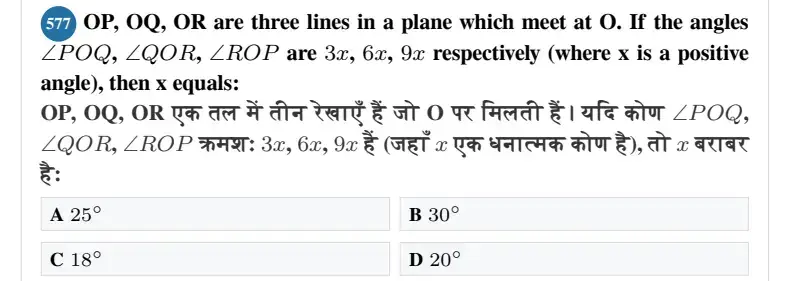 577 OP, OQ, OR are three lines in a plane which meet at O. If the angles
∠POQ, ∠QOR, ∠ROP are 3x, 6x, 9x respectively (where x is a positive
angle), then x equals:
OP, OQ, OR एक तल में तीन रेखाएँ हैं जो O पर मिलती हैं। यदि कोण ∠POQ,
∠QOR, ∠ROP क्रमशः 3x, 6x, 9x हैं (जहाँ x एक धनात्मक कोण है), तो x बराबर
है:
A 25° B 30°
C 18° D 20°